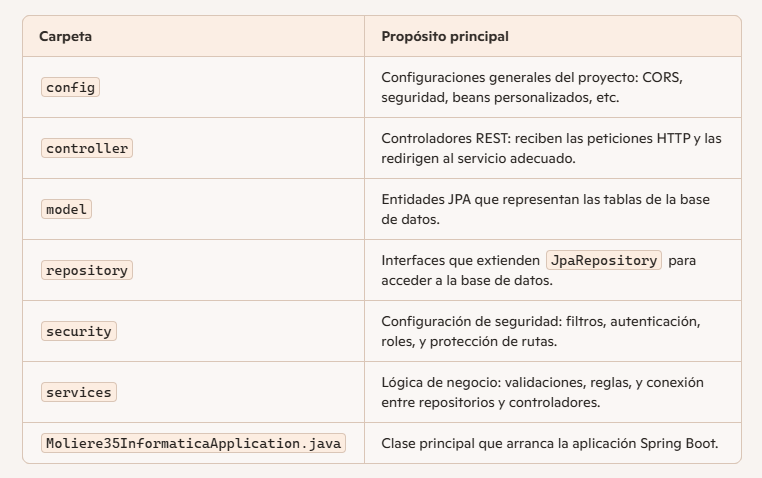 Carpeta
Propósito principal
config
Configuraciones generales del proyecto: CORS,
seguridad, beans personalizados, etc.
controller
Controladores REST: reciben las peticiones HTTP y las
redirigen al servicio adecuado.
model
Entidades JPA que representan las tablas de la base
de datos.
repository
Interfaces que extienden JpaRepository para
acceder a la base de datos.
security
Configuración de seguridad: filtros, autenticación,
roles, y protección de rutas.
services
Lógica de negocio: validaciones, reglas, y conexión
entre repositorios y controladores.
Moliere35InformaticaApplication.java
Clase principal que arranca la aplicación Spring Boot.